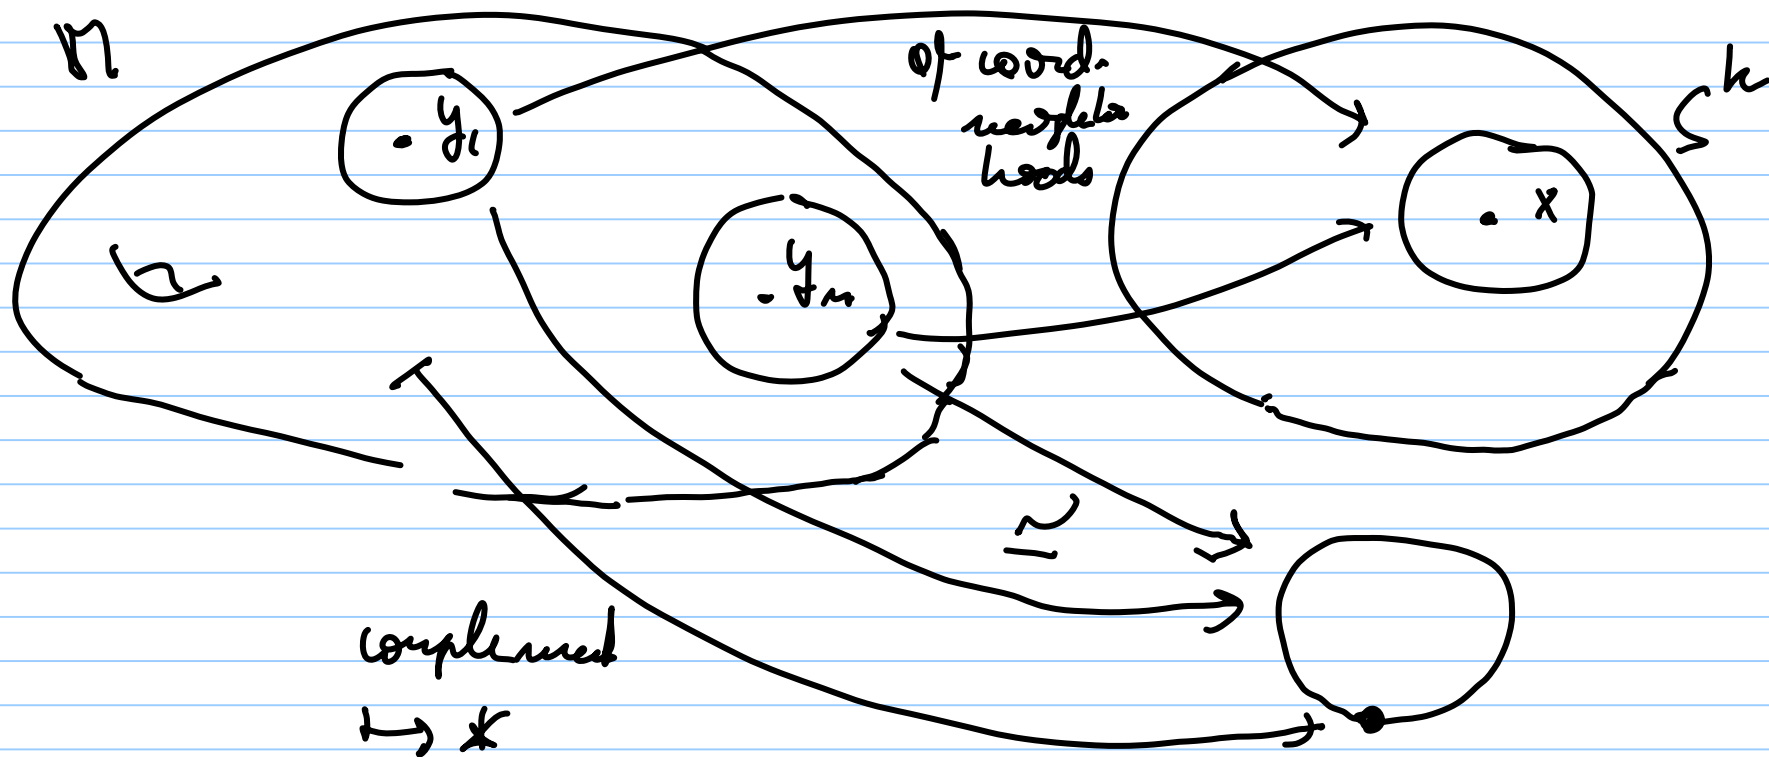 M
y₁
of coord.
neighbor
hoods
k
x
yₘ
≃
complement
↦ *